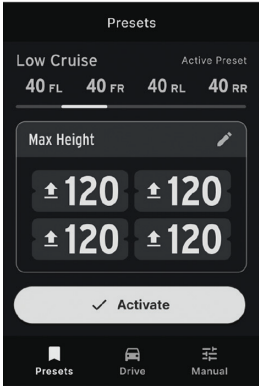 Presets
Low Cruise Active Preset
40 FL 40 FR 40 RL 40 RR
Max Height
120 120
120 120
Activate
Presets Drive Manual